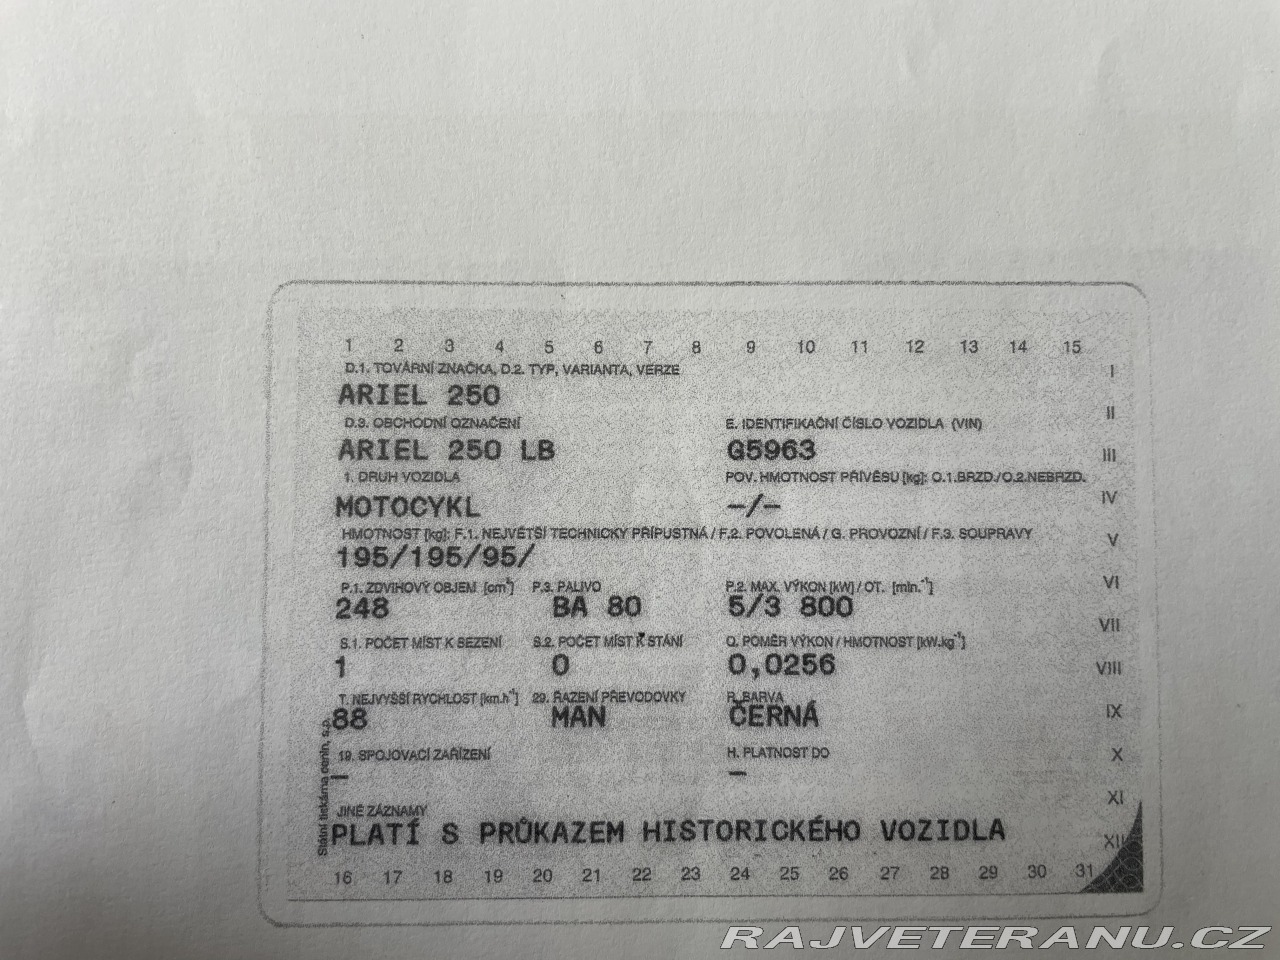 1 2 3 4 5 6 7 8 9 10 11 12 13 14 15
D.1. TOVÁRNÍ ZNAČKA, D.2. TYP, VARIANTA, VERZE
I
ARIEL 250
II
D.3. OBCHODNÍ OZNAČENÍ E. IDENTIFIKAČNÍ ČÍSLO VOZIDLA (VIN)
ARIEL 250 LB G5963
III
1. DRUH VOZIDLA POV. HMOTNOST PŘÍVĚSU [kg]: O.1.BRZD./O.2.NEBRZD.
IV
MOTOCYKL -/-
HMOTNOST [kg]: F.1. NEJVĚTŠÍ TECHNICKY PŘÍPUSTNÁ / F.2. POVOLENÁ / G. PROVOZNÍ / F.3. SOUPRAVY
V
195/195/95/
P.1. ZDVIHOVÝ OBJEM [cm³] P.3. PALIVO P.2. MAX. VÝKON [kW] / OT. [min.⁻¹]
VI
248 BA 80 5/3 800
VII
S.1. POČET MÍST K SEZENÍ S.2. POČET MÍST K STÁNÍ Q. POMĚR VÝKON / HMOTNOST [kW.kg⁻¹]
1 0 0,0256
VIII
T. NEJVYŠŠÍ RYCHLOST [km.h⁻¹] 29. ŘAZENÍ PŘEVODOVKY R. BARVA
88 MAN ČERNÁ
IX
19. SPOJOVACÍ ZAŘÍZENÍ H. PLATNOST DO
X
– –
XI
JINÉ ZÁZNAMY
PLATÍ S PRŮKAZEM HISTORICKÉHO VOZIDLA
XII
16 17 18 19 20 21 22 23 24 25 26 27 28 29 30 31
Státní tiskárna cenin, s.p.
RAJVETERANU.CZ